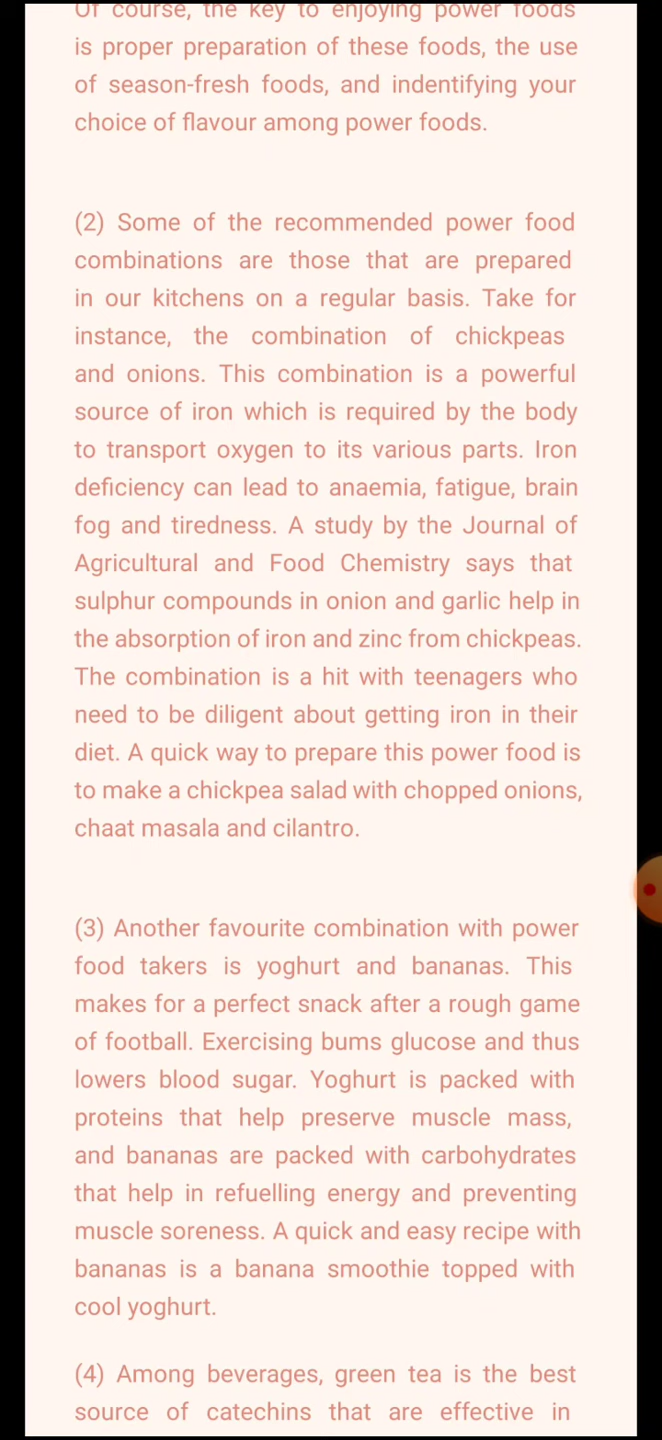 Of course, the key to enjoying power foods
is proper preparation of these foods, the use
of season-fresh foods, and indentifying your
choice of flavour among power foods.
(2) Some of the recommended power food
combinations are those that are prepared
in our kitchens on a regular basis. Take for
instance, the combination of chickpeas
and onions. This combination is a powerful
source of iron which is required by the body
to transport oxygen to its various parts. Iron
deficiency can lead to anaemia, fatigue, brain
fog and tiredness. A study by the Journal of
Agricultural and Food Chemistry says that
sulphur compounds in onion and garlic help in
the absorption of iron and zinc from chickpeas.
The combination is a hit with teenagers who
need to be diligent about getting iron in their
diet. A quick way to prepare this power food is
to make a chickpea salad with chopped onions,
chaat masala and cilantro.
(3) Another favourite combination with power
food takers is yoghurt and bananas. This
makes for a perfect snack after a rough game
of football. Exercising bums glucose and thus
lowers blood sugar. Yoghurt is packed with
proteins that help preserve muscle mass,
and bananas are packed with carbohydrates
that help in refuelling energy and preventing
muscle soreness. A quick and easy recipe with
bananas is a banana smoothie topped with
cool yoghurt.
(4) Among beverages, green tea is the best
source of catechins that are effective in